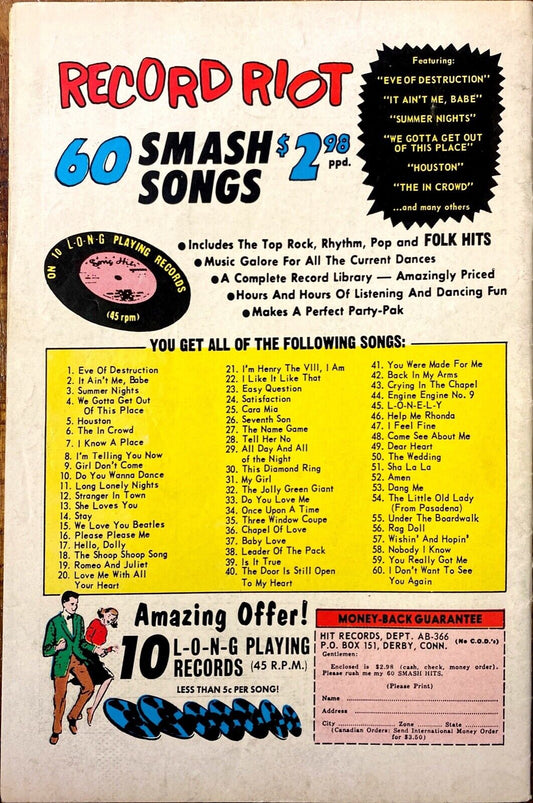 RECORD RIOT
60 SMASH SONGS $2.98 ppd.
Featuring:
"EVE OF DESTRUCTION"
"IT AIN'T ME, BABE"
"SUMMER NIGHTS"
"WE GOTTA GET OUT
OF THIS PLACE"
"HOUSTON"
"THE IN CROWD"
...and many others
ON 10 L-O-N-G PLAYING RECORDS
(45 rpm)
●Includes The Top Rock, Rhythm, Pop and FOLK HITS
●Music Galore For All The Current Dances
●A Complete Record Library — Amazingly Priced
●Hours And Hours Of Listening And Dancing Fun
●Makes A Perfect Party-Pak
YOU GET ALL OF THE FOLLOWING SONGS:
1. Eve Of Destruction
2. It Ain't Me, Babe
3. Summer Nights
4. We Gotta Get Out
Of This Place
5. Houston
6. The In Crowd
7. I Know A Place
8. I'm Telling You Now
9. Girl Don't Come
10. Do You Wanna Dance
11. Long Lonely Nights
12. Stranger In Town
13. She Loves You
14. Stay
15. We Love You Beatles
16. Please Please Me
17. Hello, Dolly
18. The Shoop Shoop Song
19. Romeo And Juliet
20. Love Me With All
Your Heart
21. I'm Henry The VIII, I Am
22. I Like It Like That
23. Easy Question
24. Satisfaction
25. Cara Mia
26. Seventh Son
27. The Name Game
28. Tell Her No
29. All Day And All
of the Night
30. This Diamond Ring
31. My Girl
32. The Jolly Green Giant
33. Do You Love Me
34. Once Upon A Time
35. Three Window Coupe
36. Chapel Of Love
37. Baby Love
38. Leader Of The Pack
39. Is It True
40. The Door Is Still Open
To My Heart
41. You Were Made For Me
42. Back In My Arms
43. Crying In The Chapel
44. Engine Engine No. 9
45. L-O-N-E-L-Y
46. Help Me Rhonda
47. I Feel Fine
48. Come See About Me
49. Dear Heart
50. The Wedding
51. Sha La La
52. Amen
53. Dang Me
54. The Little Old Lady
(From Pasadena)
55. Under The Boardwalk
56. Rag Doll
57. Wishin' And Hopin'
58. Nobody I Know
59. You Really Got Me
60. I Don't Want To See
You Again
Amazing Offer!
10 L-O-N-G PLAYING
RECORDS (45 R.P.M.)
LESS THAN 5¢ PER SONG!
MONEY-BACK GUARANTEE
HIT RECORDS, DEPT. AB-366 (No C.O.D.'s)
P.O. BOX 151, DERBY, CONN.
Gentlemen:
Enclosed is $2.98 (cash, check, money order).
Please rush me my 60 SMASH HITS.
(Please Print)
Name
Address
City Zone State
(Canadian Orders: Send International Money Order
for $3.50)